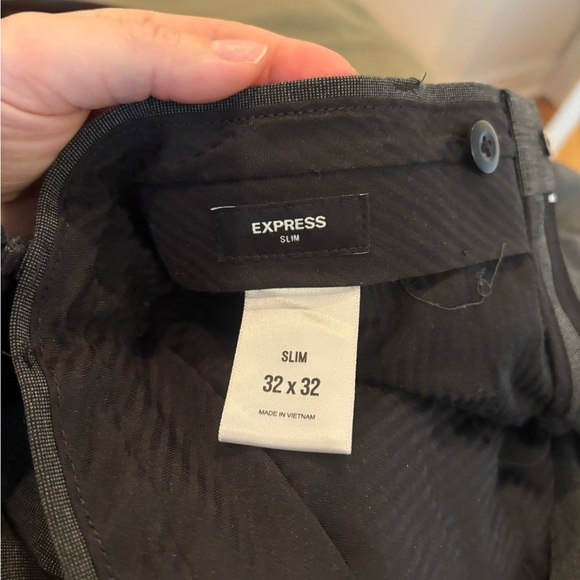 EXPRESS
SLIM
SLIM
32 x 32
MADE IN VIETNAM